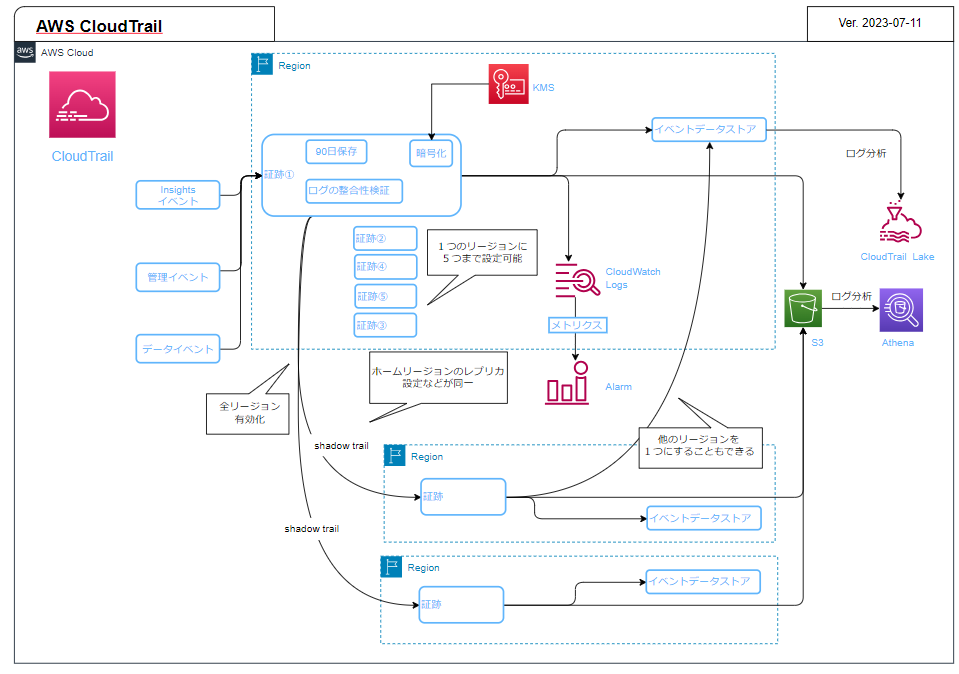 AWS CloudTrail
Ver. 2023-07-11
aws
AWS Cloud
Region
KMS
CloudTrail
90日保存
暗号化
証跡①
ログの整合性検証
イベントデータストア
ログ分析
Insights
イベント
管理イベント
データイベント
証跡②
証跡④
証跡⑤
証跡③
1つのリージョンに
5つまで設定可能
CloudWatch
Logs
メトリクス
Alarm
CloudTrail Lake
ログ分析
S3
Athena
ホームリージョンのレプリカ
設定などが同一
全リージョン
有効化
他のリージョンを
1つにすることもできる
shadow trail
Region
証跡
イベントデータストア
shadow trail
Region
証跡
イベントデータストア